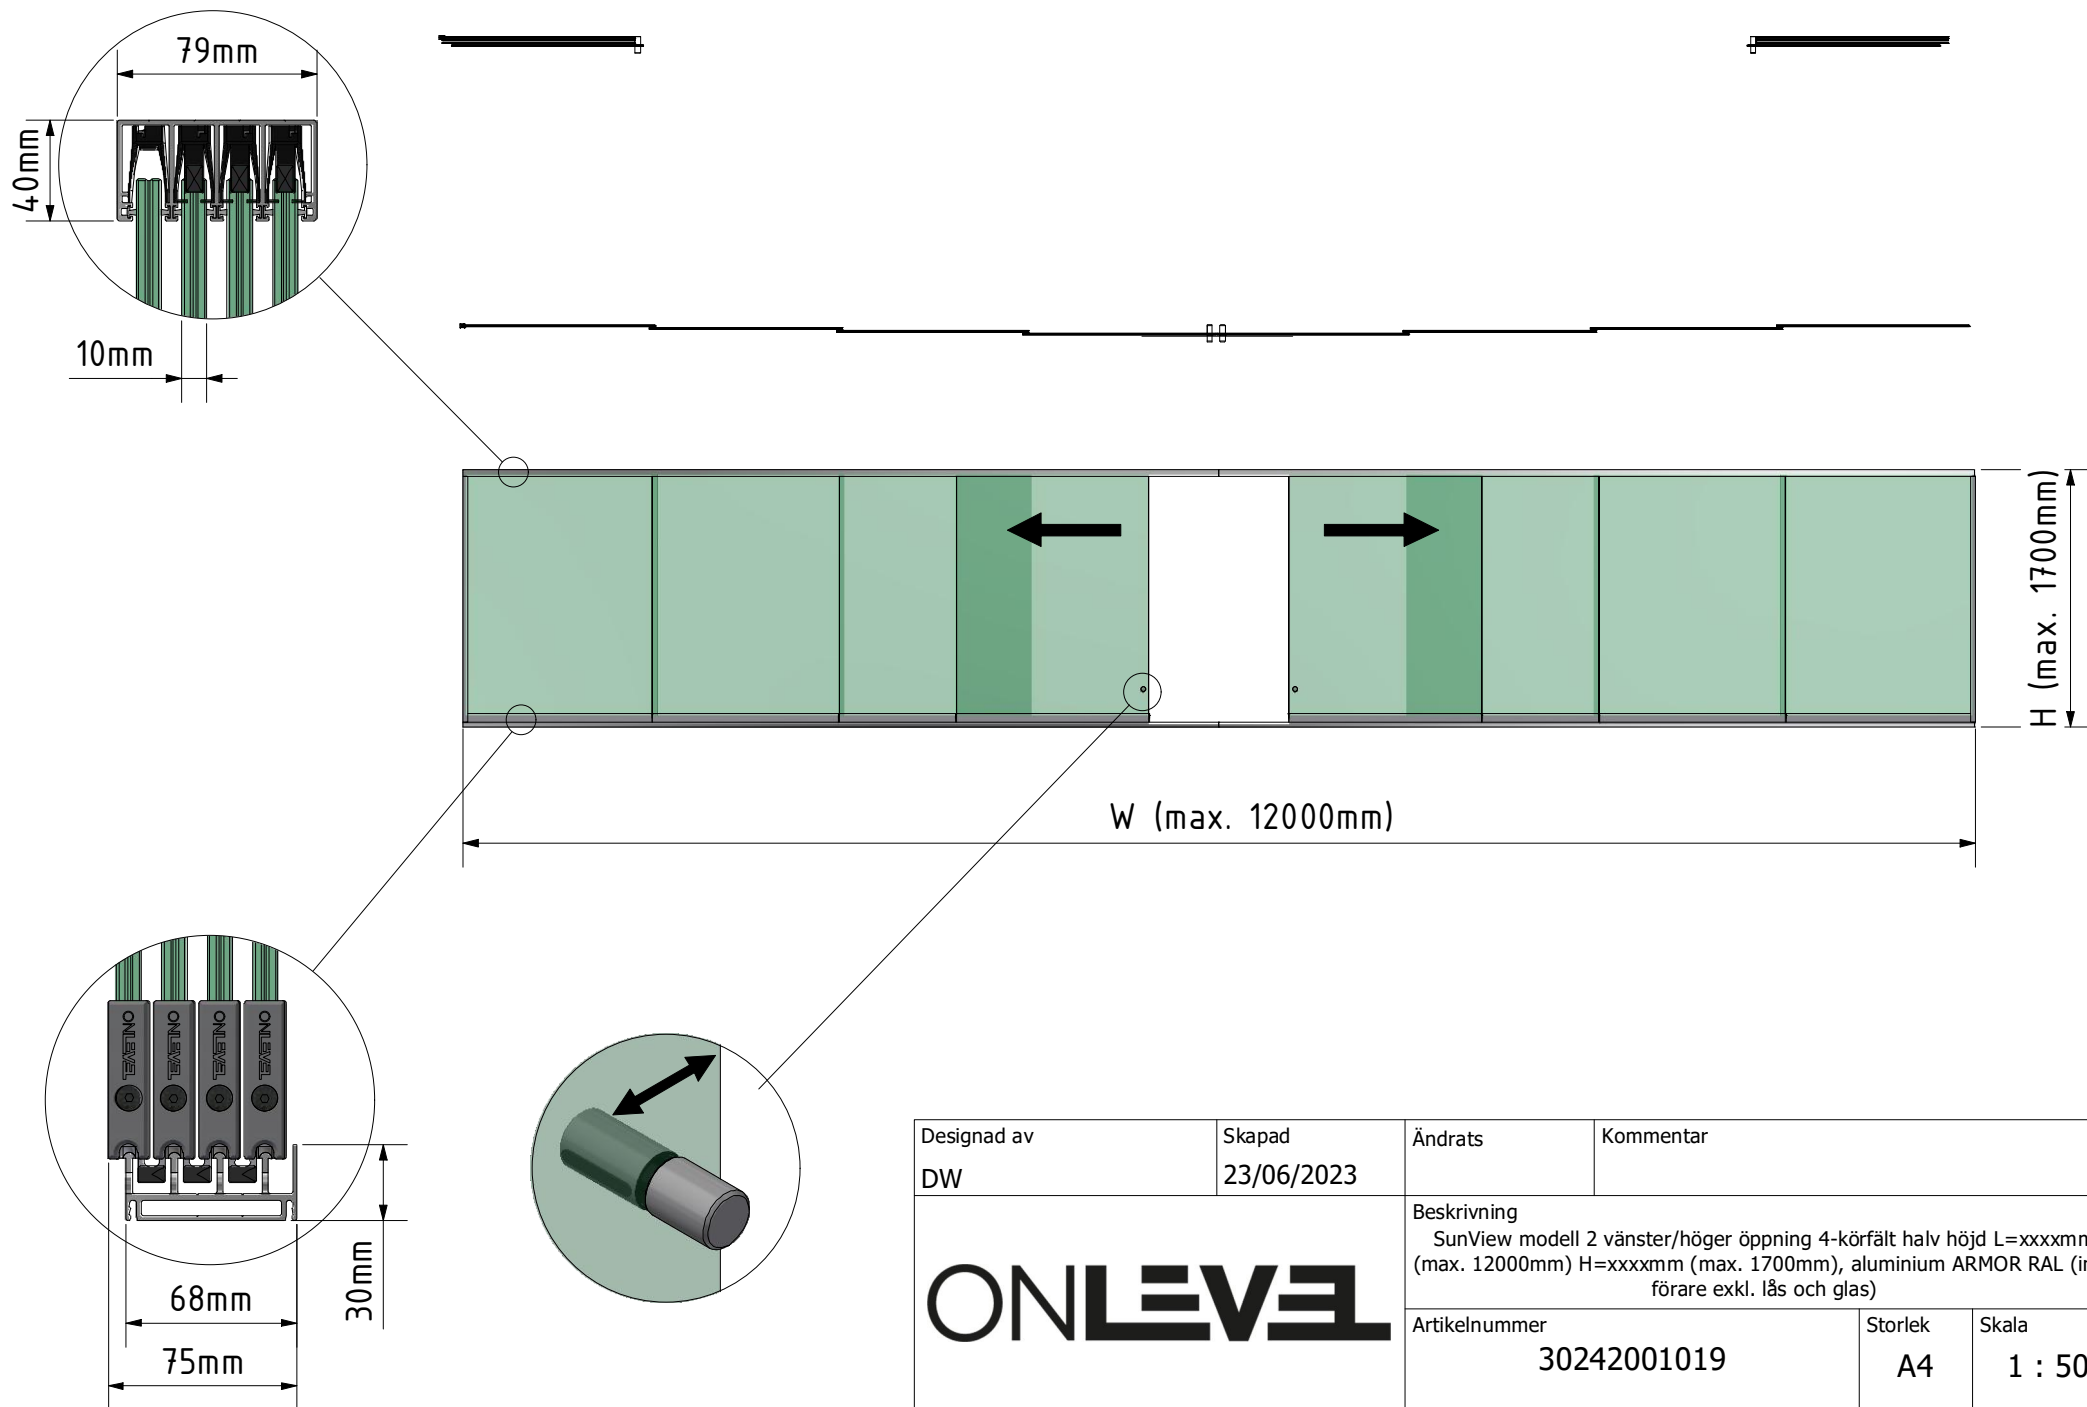 79mm
40mm
10mm
H (max. 1700mm)
W (max. 12000mm)
ONLEVEL ONLEVEL ONLEVEL ONLEVEL
30mm
68mm
75mm
Designad av
DW
Skapad
23/06/2023
Ändrats
Kommentar
ONLEVEL
Beskrivning
SunView modell 2 vänster/höger öppning 4-körfält halv höjd L=xxxxmm
(max. 12000mm) H=xxxxmm (max. 1700mm), aluminium ARMOR RAL (in
förare exkl. lås och glas)
Artikelnummer
30242001019
Storlek
A4
Skala
1 : 50